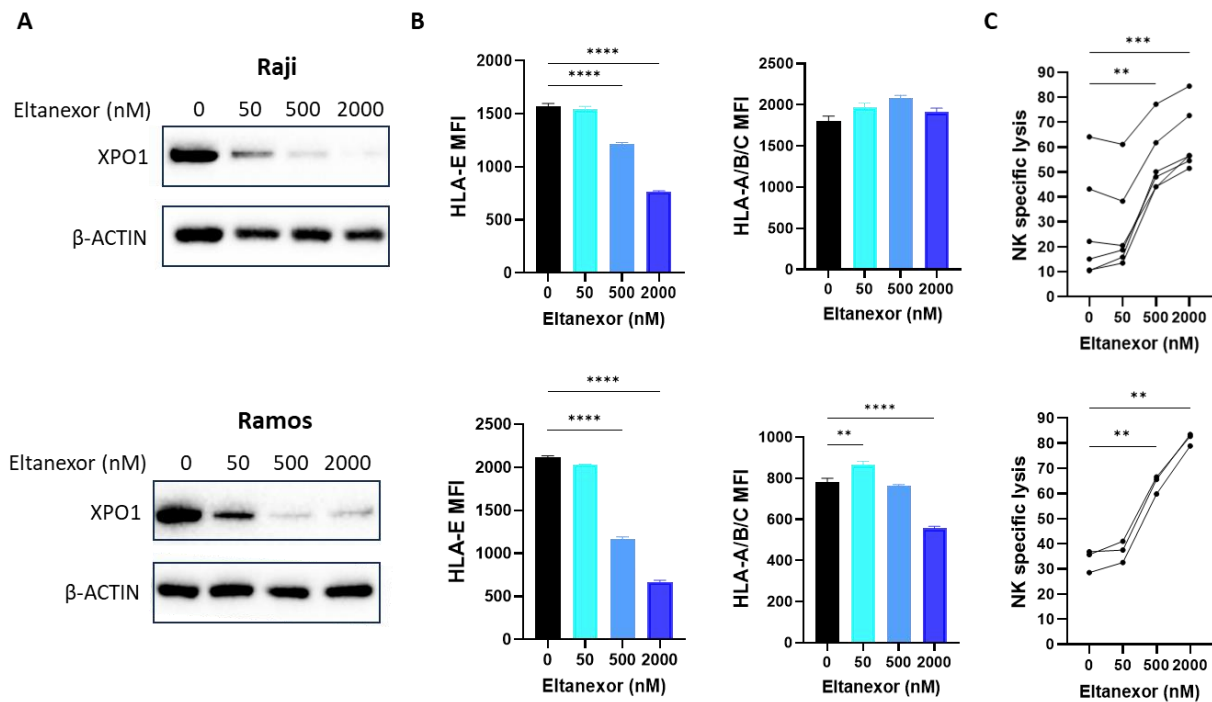 A
B
C
Raji
Eltanexor (nM)
0 50 500 2000
XPO1
β-ACTIN
HLA-E MFI
2000
1500
1000
500
0
****
****
0 50 500 2000
Eltanexor (nM)
HLA-A/B/C MFI
2500
2000
1500
1000
500
0
0 50 500 2000
Eltanexor (nM)
NK specific lysis
90
80
70
60
50
40
30
20
10
0
***
**
0
50
500
2000
Eltanexor (nM)
Ramos
Eltanexor (nM)
0 50 500 2000
XPO1
β-ACTIN
HLA-E MFI
2500
2000
1500
1000
500
0
****
****
0 50 500 2000
Eltanexor (nM)
HLA-A/B/C MFI
1000
800
600
400
200
0
****
**
0 50 500 2000
Eltanexor (nM)
NK specific lysis
90
80
70
60
50
40
30
20
10
0
**
**
0
50
500
2000
Eltanexor (nM)